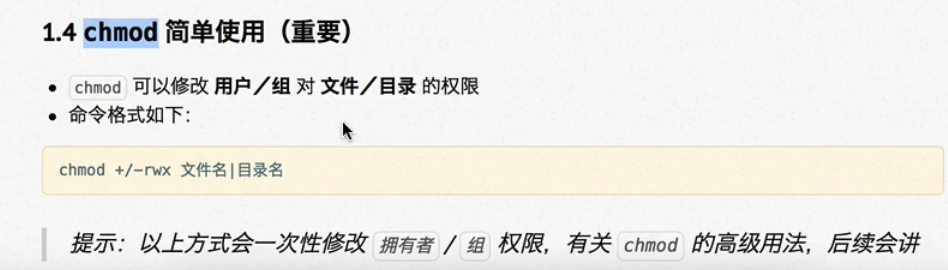 1.4 chmod 简单使用（重要）
• chmod 可以修改 用户／组 对 文件／目录 的权限
• 命令格式如下：
chmod +/-rwx 文件名|目录名
提示：以上方式会一次性修改 拥有者 / 组 权限，有关 chmod 的高级用法，后续会讲